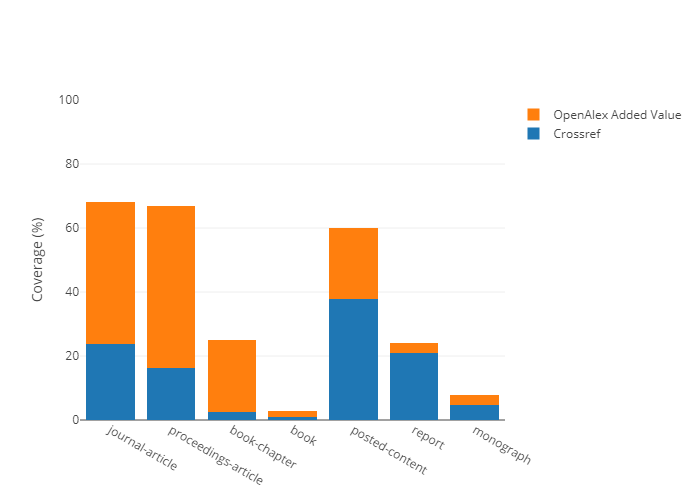 100
80
60
40
20
0
Coverage (%)
journal-article
proceedings-article
book-chapter
book
posted-content
report
monograph
OpenAlex Added Value
Crossref